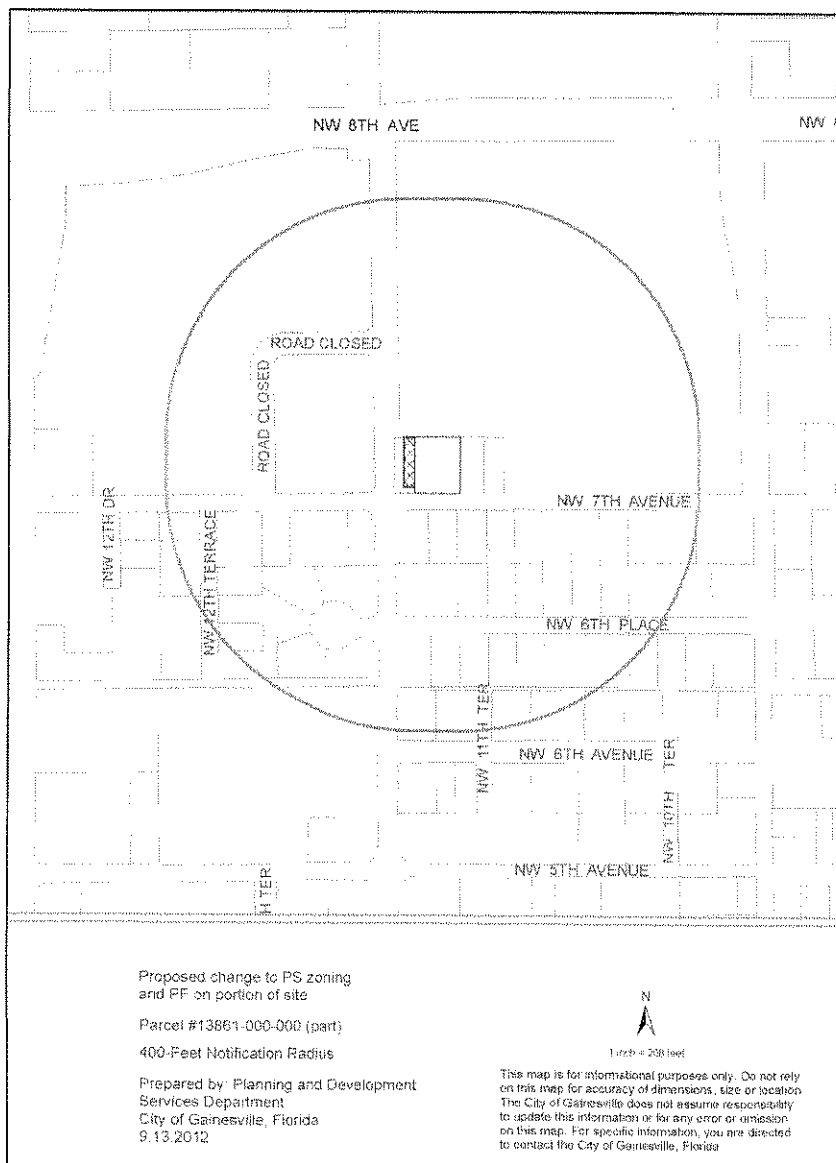 NW 8TH AVE
NW
ROAD CLOSED
ROAD CLOSED
NW 7TH AVENUE
NW 12TH DR
NW 12TH TERRACE
NW 6TH PLACE
NW 11TH TER
NW 6TH AVENUE
NW 10TH TER
NW 5TH AVENUE
H TER
Proposed change to PS zoning
and PF on portion of site
Parcel #13861-000-000 (part)
400-Feet Notification Radius
Prepared by: Planning and Development
Services Department
City of Gainesville, Florida
9.13.2012
N
1 inch = 208 feet
This map is for informational purposes only. Do not rely
on this map for accuracy of dimensions, size or location.
The City of Gainesville does not assume responsibility
to update this information or for any error or omission
on this map. For specific information, you are directed
to contact the City of Gainesville, Florida